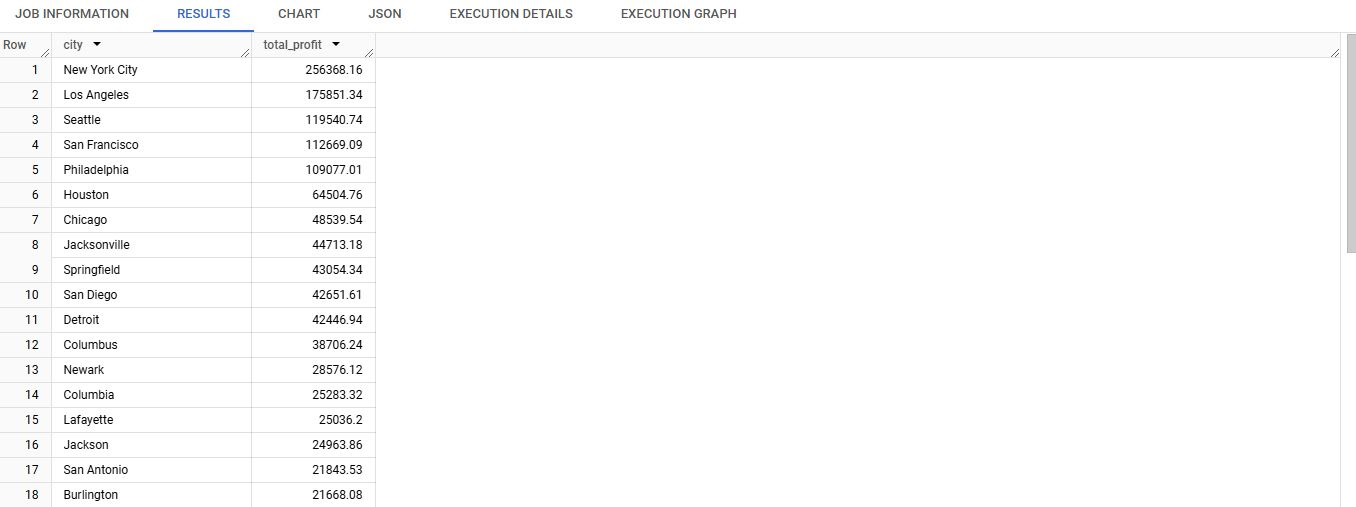 JOB INFORMATION RESULTS CHART JSON EXECUTION DETAILS EXECUTION GRAPH
Row city total_profit
1 New York City 256368.16
2 Los Angeles 175851.34
3 Seattle 119540.74
4 San Francisco 112669.09
5 Philadelphia 109077.01
6 Houston 64504.76
7 Chicago 48539.54
8 Jacksonville 44713.18
9 Springfield 43054.34
10 San Diego 42651.61
11 Detroit 42446.94
12 Columbus 38706.24
13 Newark 28576.12
14 Columbia 25283.32
15 Lafayette 25036.2
16 Jackson 24963.86
17 San Antonio 21843.53
18 Burlington 21668.08